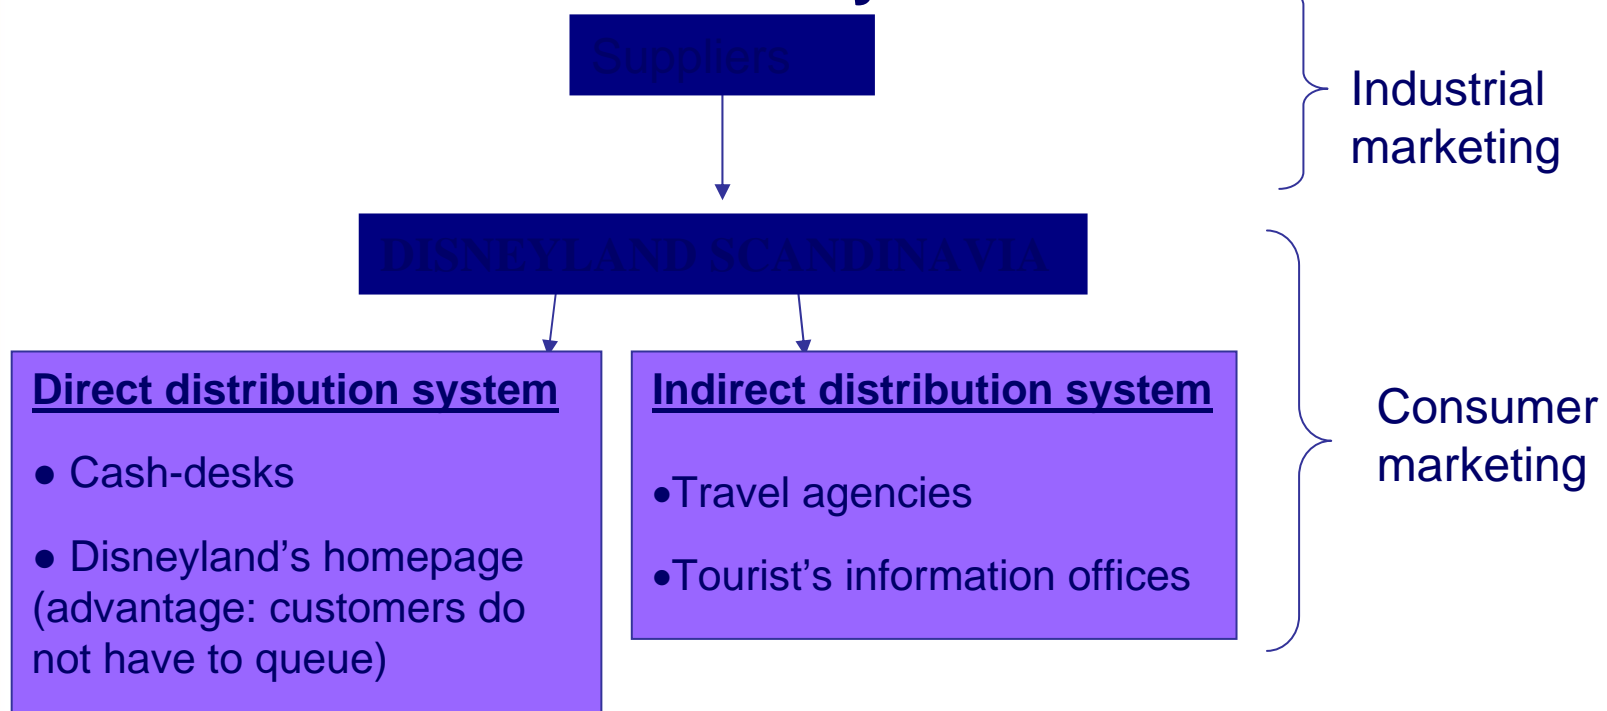 Suppliers
Industrial
marketing
DISNEYLAND SCANDINAVIA
Direct distribution system
● Cash-desks
● Disneyland’s homepage
(advantage: customers do
not have to queue)
Indirect distribution system
•Travel agencies
•Tourist’s information offices
Consumer
marketing